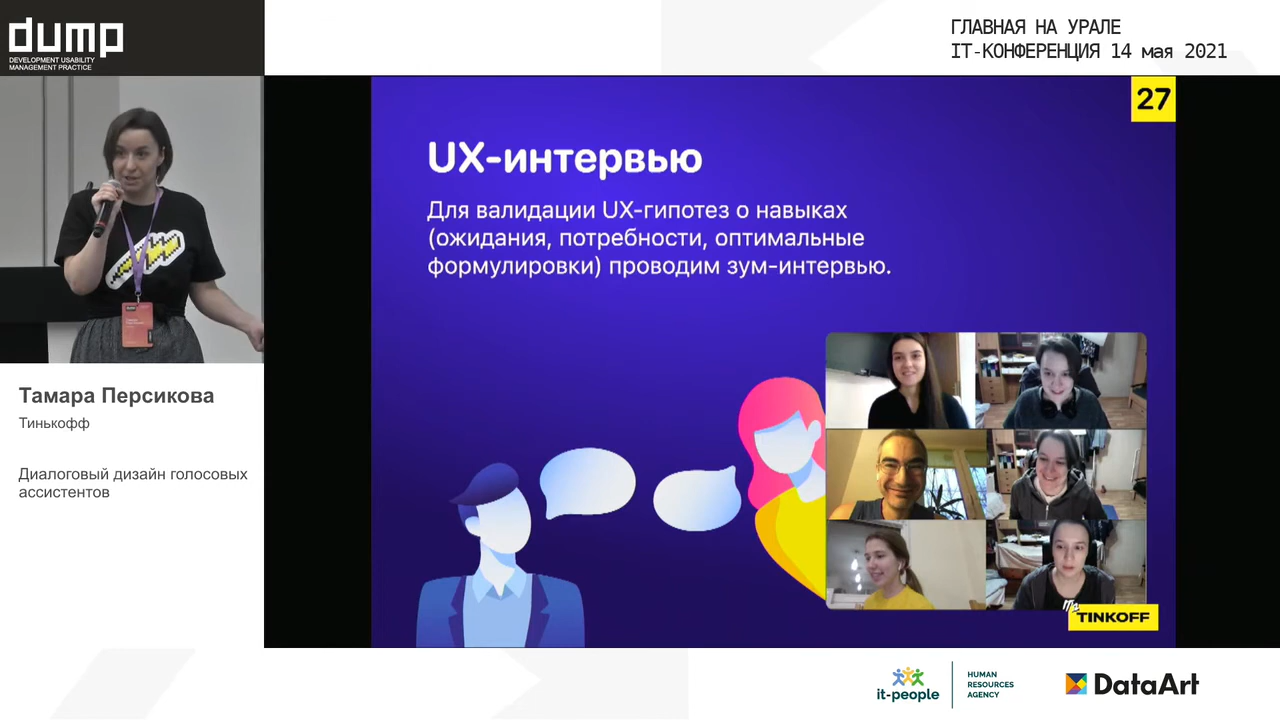 dump
DEVELOPMENT USABILITY
MANAGEMENT PRACTICE
ГЛАВНАЯ НА УРАЛЕ
IT-КОНФЕРЕНЦИЯ 14 мая 2021
27
UX-интервью
Для валидации UX-гипотез о навыках
(ожидания, потребности, оптимальные
формулировки) проводим зум-интервью.
Тамара Персикова
Тинькофф
Диалоговый дизайн голосовых
ассистентов
TINKOFF
it-people
HUMAN
RESOURCES
AGENCY
DataArt